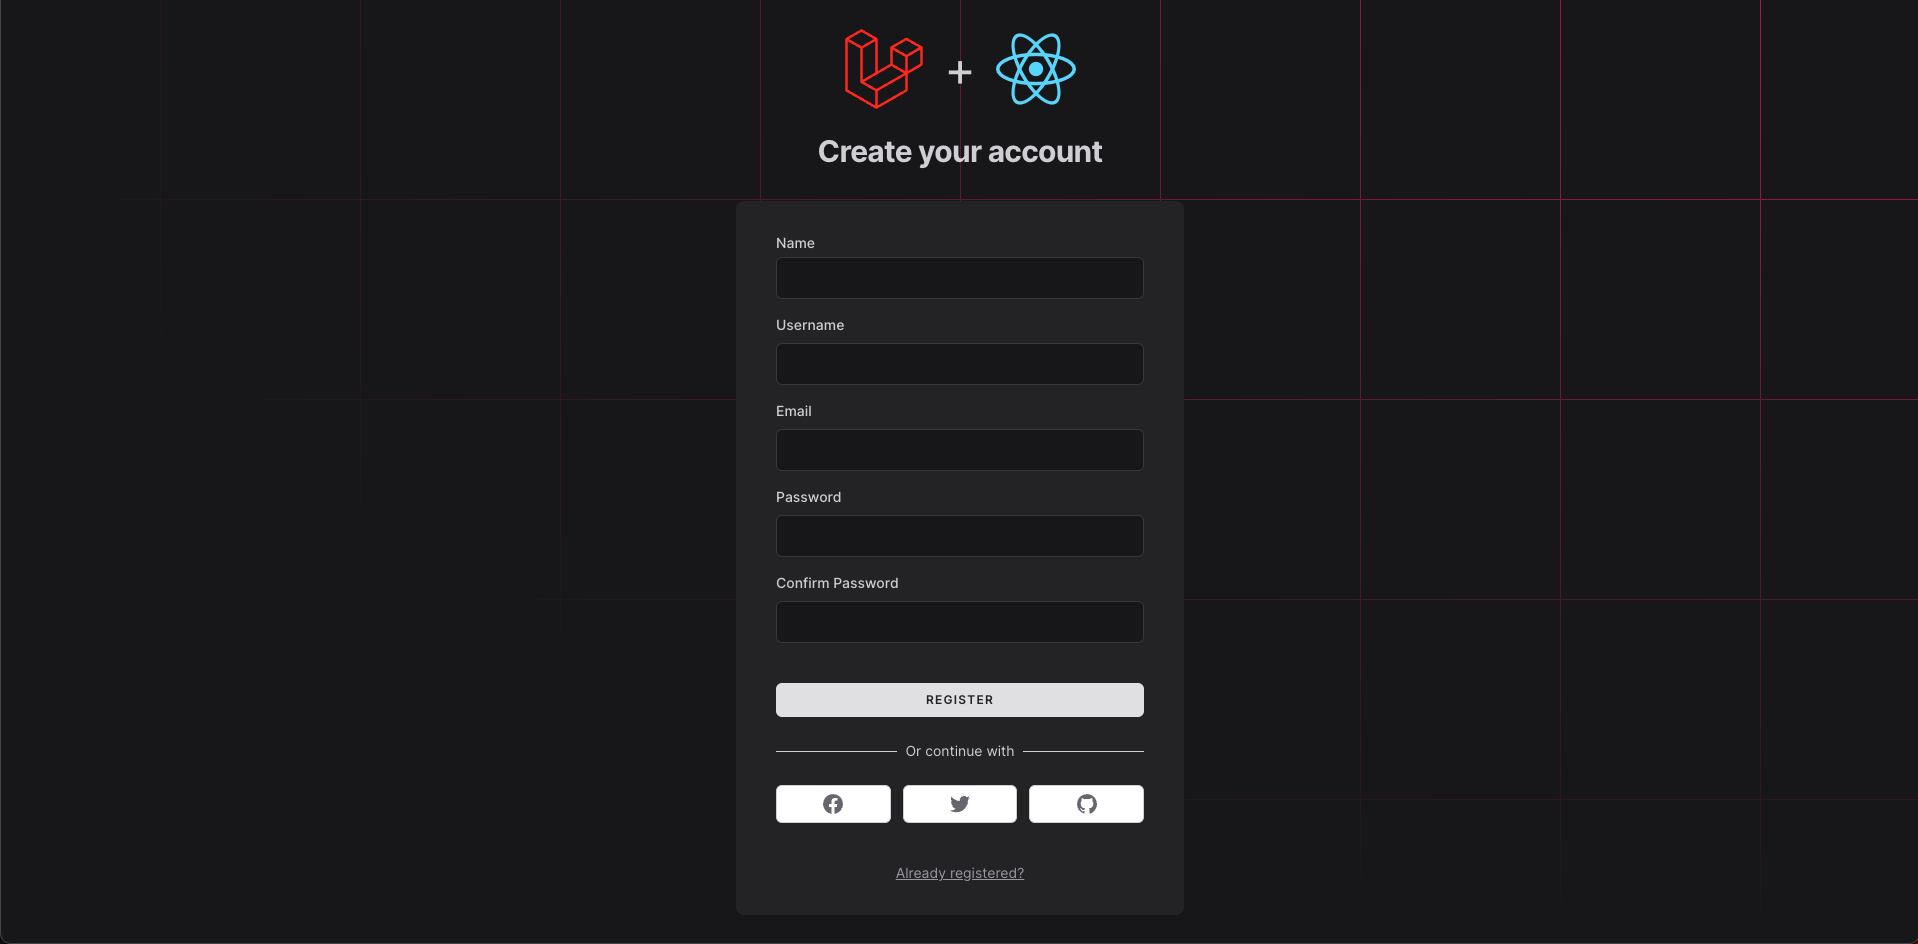 +
Create your account
Name
Username
Email
Password
Confirm Password
REGISTER
Or continue with
Already registered?